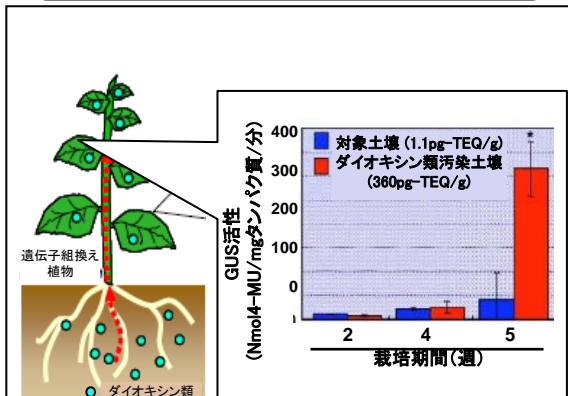 遺伝子組換え
植物
ダイオキシン類
GUS活性
(Nmol4-MU/mgタンパク質/分)
400
300
200
100
0
1
対象土壌 (1.1pg-TEQ/g)
ダイオキシン類汚染土壌
(360pg-TEQ/g)
*
2
4
5
栽培期間(週)